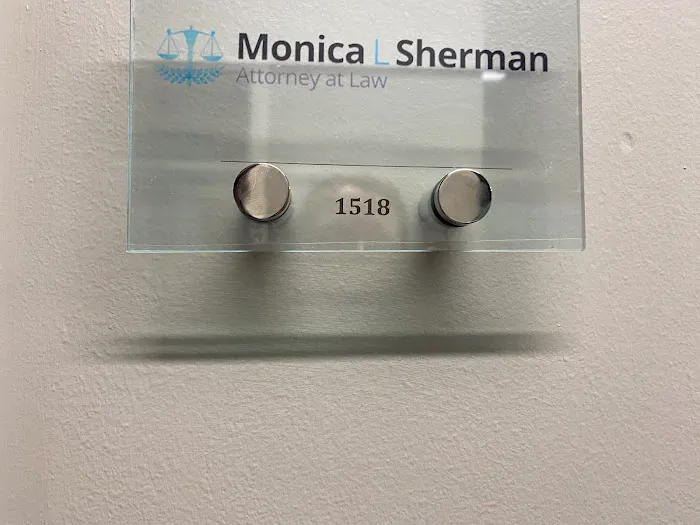 Monica L Sherman
Attorney at Law
1518